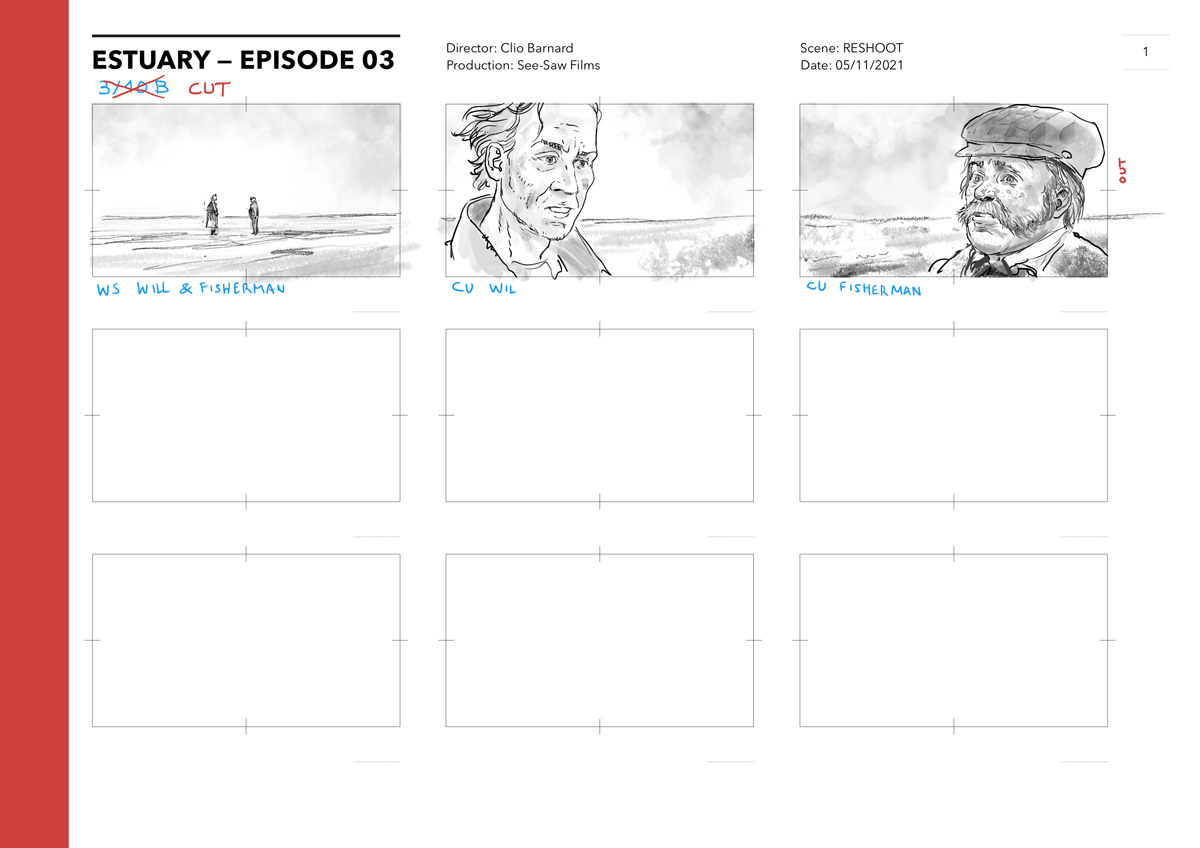 ESTUARY – EPISODE 03
Director: Clio Barnard
Production: See-Saw Films
Scene: RESHOOT
Date: 05/11/2021
1
3/40 B CUT
OUT
WS WILL & FISHERMAN
CU WIL
CU FISHERMAN